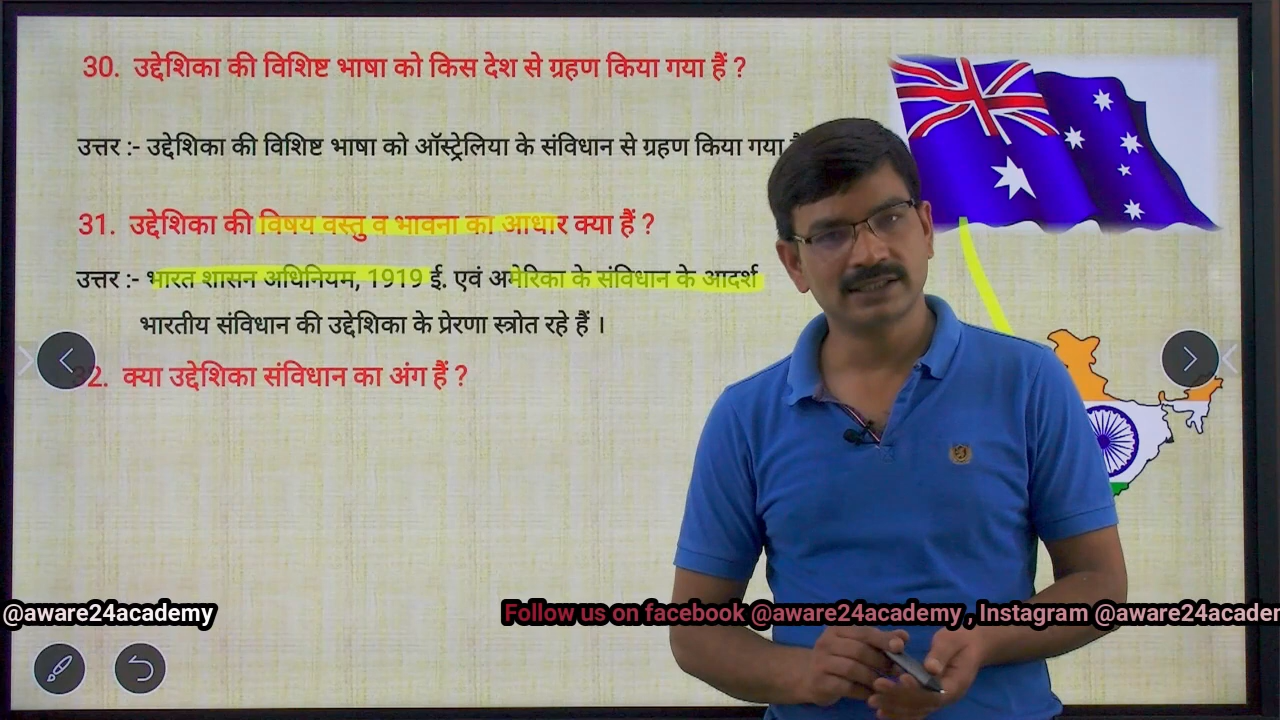 30. उद्देशिका की विशिष्ट भाषा को किस देश से ग्रहण किया गया हैं ?
उत्तर :- उद्देशिका की विशिष्ट भाषा को ऑस्ट्रेलिया के संविधान से ग्रहण किया गया
31. उद्देशिका की विषय वस्तु व भावना का आधार क्या हैं ?
उत्तर :- भारत शासन अधिनियम, 1919 ई. एवं अमेरिका के संविधान के आदर्श
भारतीय संविधान की उद्देशिका के प्रेरणा स्त्रोत रहे हैं ।
32. क्या उद्देशिका संविधान का अंग हैं ?
@aware24academy
Follow us on facebook @aware24academy , Instagram @aware24acader